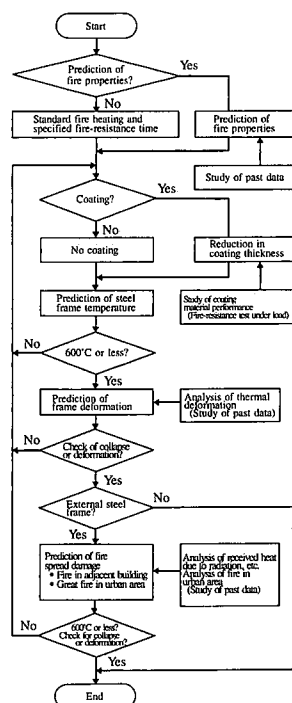 Start
Prediction of
fire properties?
Yes
No
Standard fire heating and
specified fire-resistance time
Prediction of
fire properties
Study of past data
Coating?
Yes
No
No coating
Reduction in
coating thickness
Prediction of steel
frame temperature
Study of coating
material performance
(Fire-resistance test under load)
No
600°C or less?
Yes
Prediction of
frame deformation
Analysis of thermal
deformation
(Study of past data)
No
Check of collapse
or deformation?
Yes
External steel
frame?
No
Yes
Prediction of fire
spread damage
• Fire in adjacent building
• Great fire in urban area
Analysis of received heat
due to radiation, etc.
Analysis of fire in
urban area
(Study of past data)
No
600°C or less?
Check for collapse
or deformation?
Yes
End